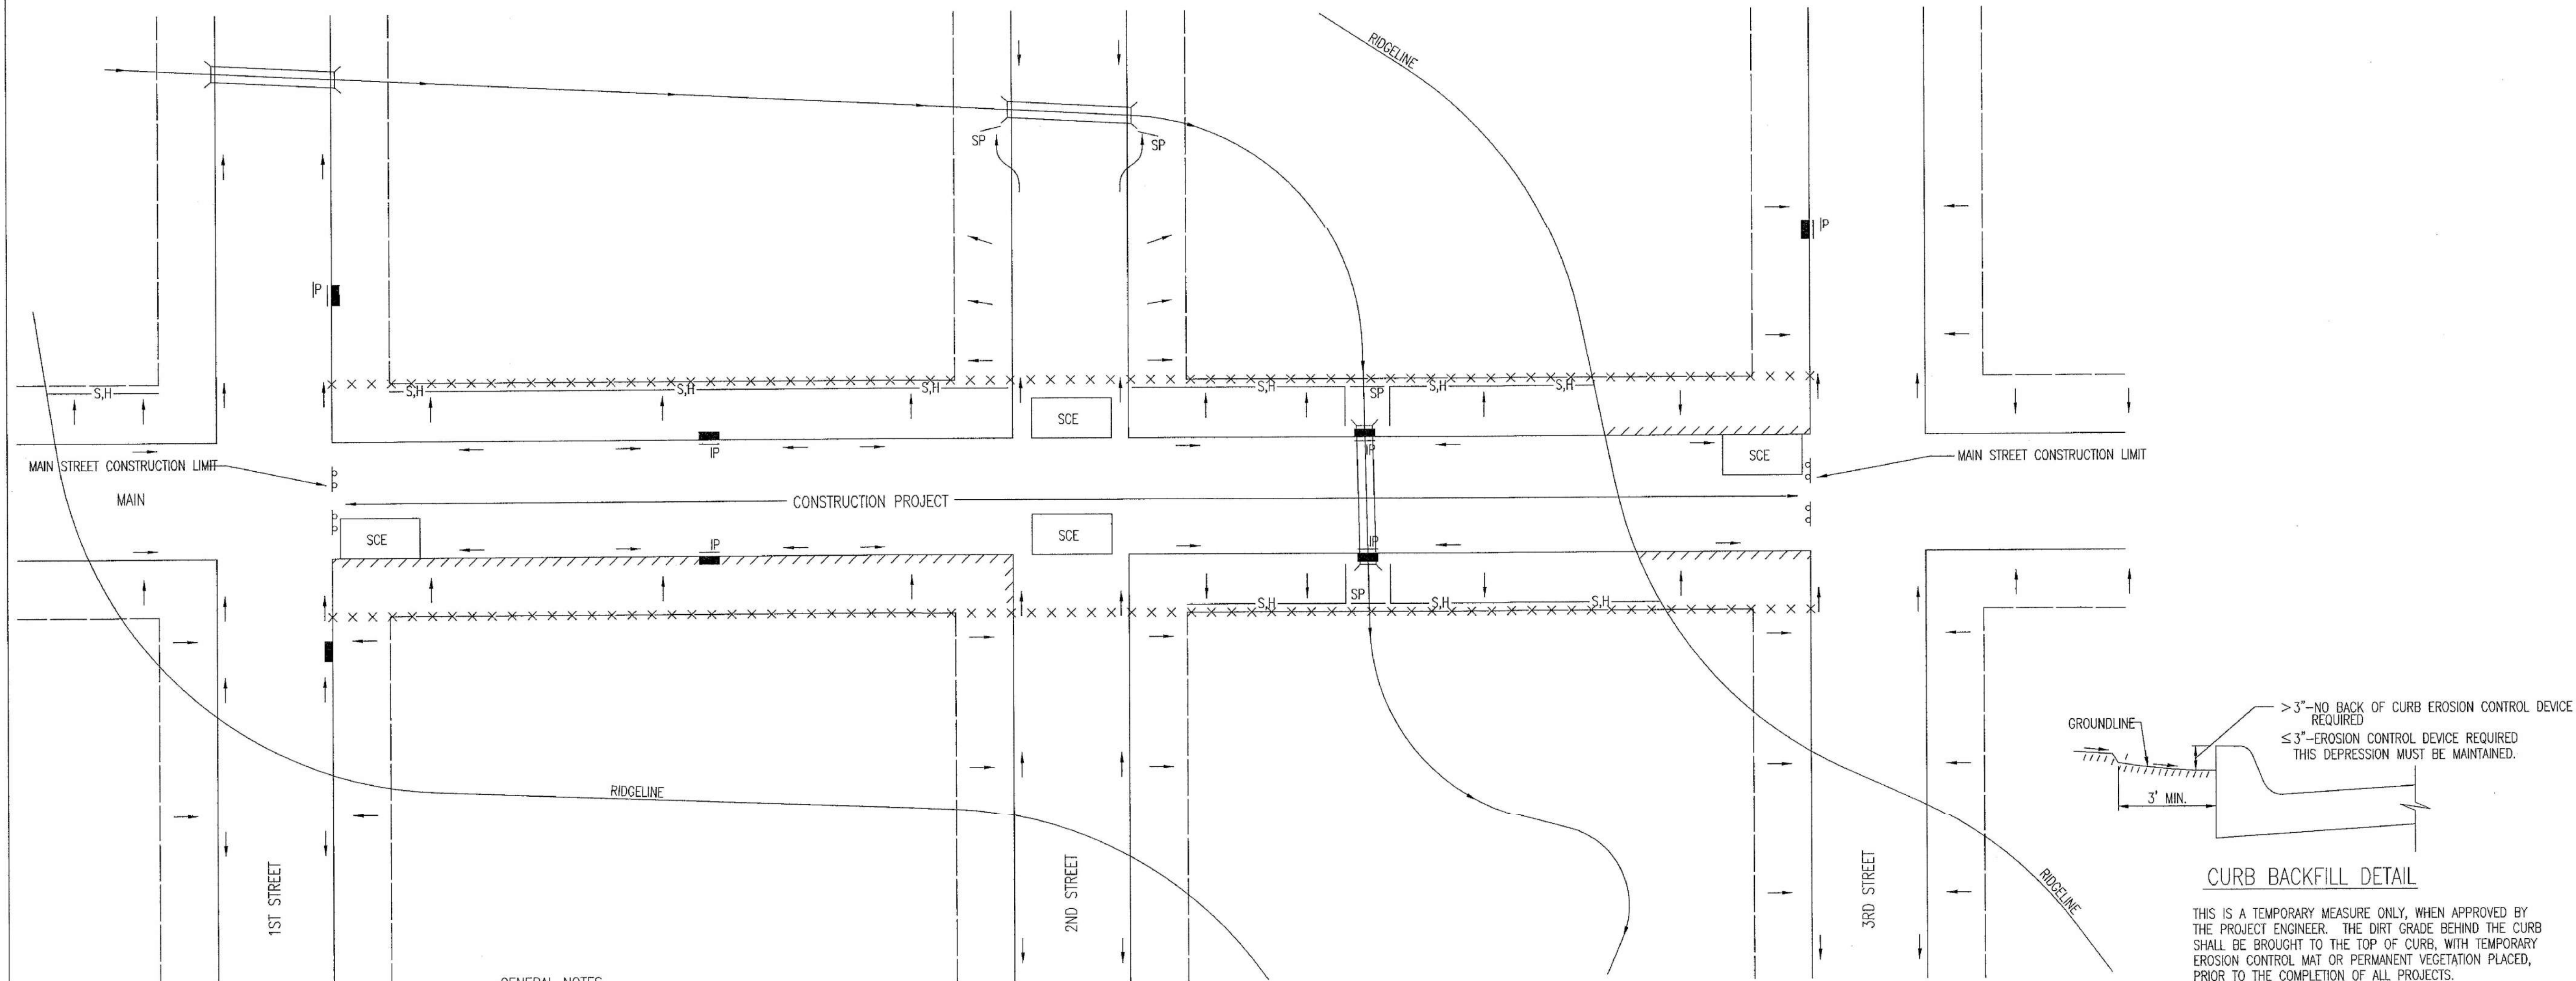 RIDGELINE
SP
SP
IP
IP
S,H
S,H
S,H
S,H
S,H
SP
S,H
S,H
SCE
IP
IP
SCE
MAIN STREET CONSTRUCTION LIMIT
MAIN STREET CONSTRUCTION LIMIT
MAIN
CONSTRUCTION PROJECT
SCE
SCE
IP
IP
S,H
SP
S,H
S,H
RIDGELINE
1ST STREET
2ND STREET
3RD STREET
RIDGELINE
GROUNDLINE
>3"-NO BACK OF CURB EROSION CONTROL DEVICE
REQUIRED
≤3"-EROSION CONTROL DEVICE REQUIRED
THIS DEPRESSION MUST BE MAINTAINED.
3' MIN.
CURB BACKFILL DETAIL
THIS IS A TEMPORARY MEASURE ONLY, WHEN APPROVED BY
THE PROJECT ENGINEER. THE DIRT GRADE BEHIND THE CURB
SHALL BE BROUGHT TO THE TOP OF CURB, WITH TEMPORARY
EROSION CONTROL MAT OR PERMANENT VEGETATION PLACED,
PRIOR TO THE COMPLETION OF ALL PROJECTS.
GENERAL NOTES